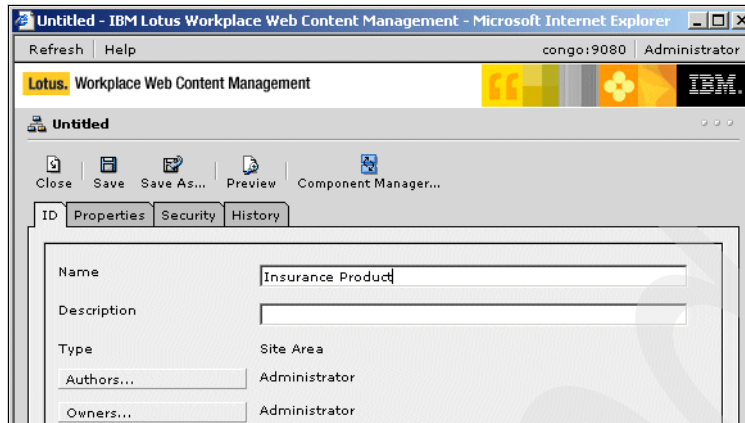 Untitled - IBM Lotus Workplace Web Content Management - Microsoft Internet Explorer
Refresh Help congo:9080 Administrator
Lotus. Workplace Web Content Management IBM.
Untitled
Close Save Save As... Preview Component Manager...
ID Properties Security History
Name Insurance Product
Description
Type Site Area
Authors... Administrator
Owners... Administrator